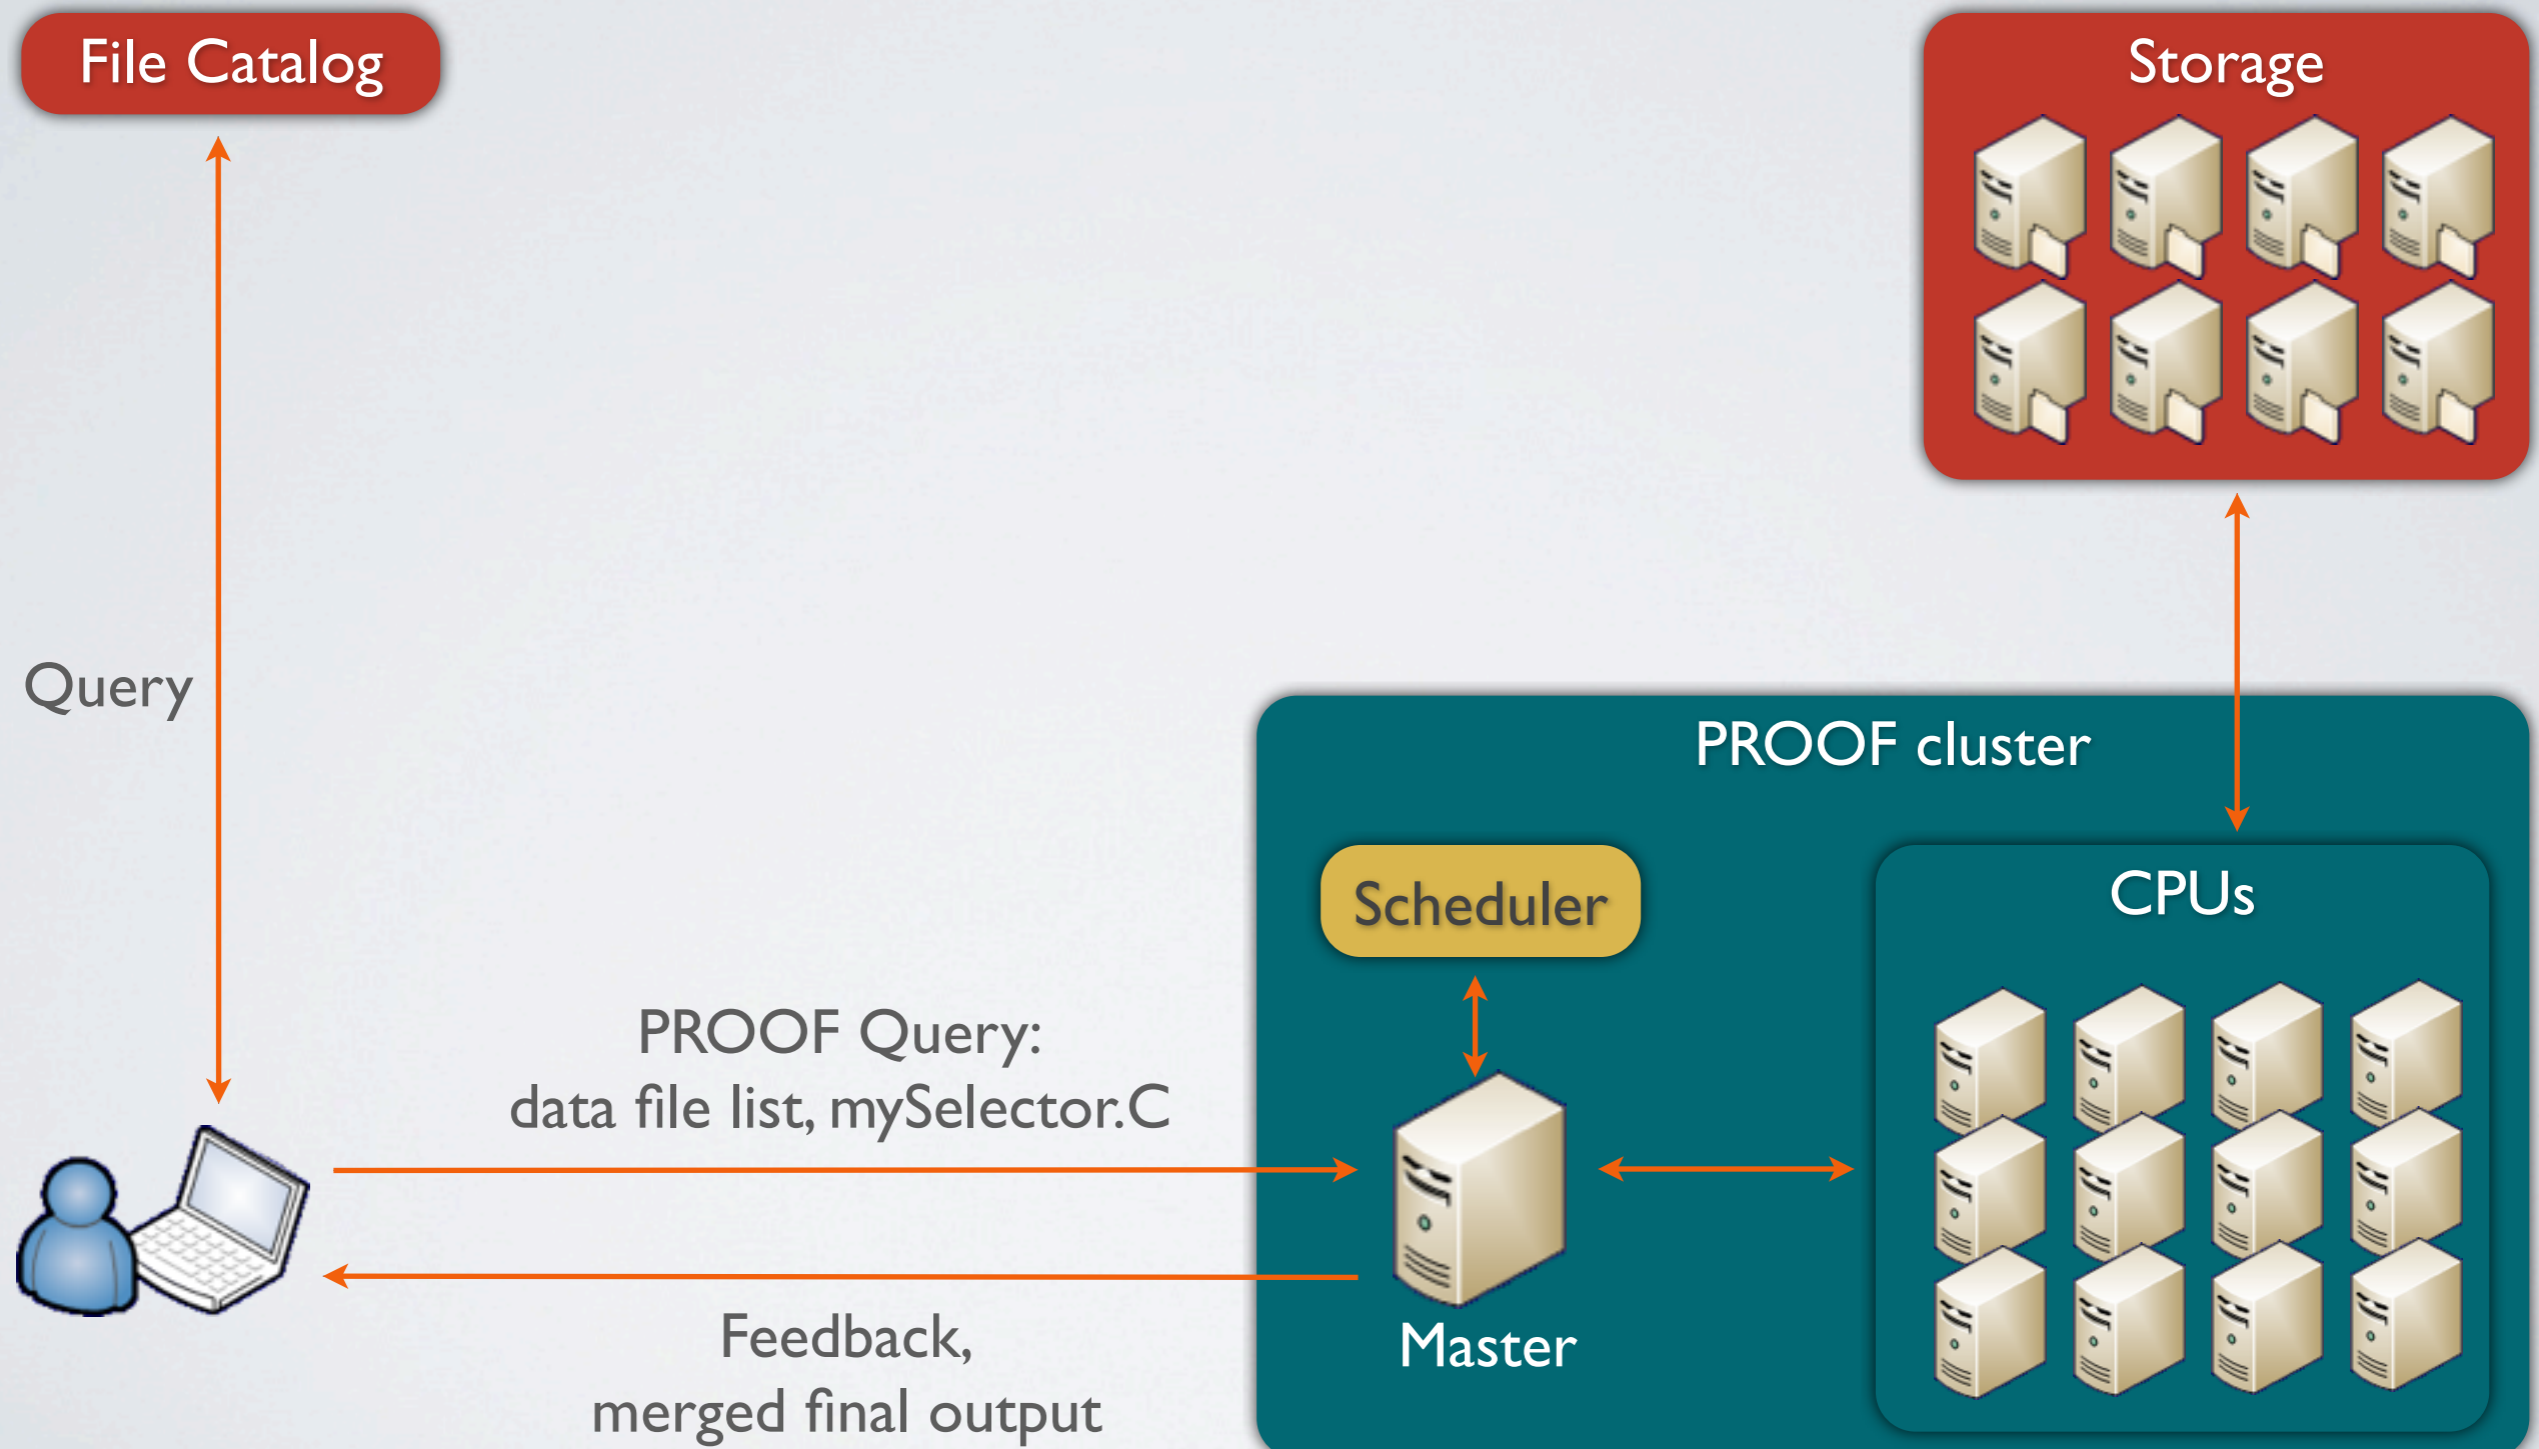 File Catalog
Storage
Query
PROOF cluster
Scheduler
CPUs
PROOF Query:
data file list, mySelector.C
Master
Feedback,
merged final output